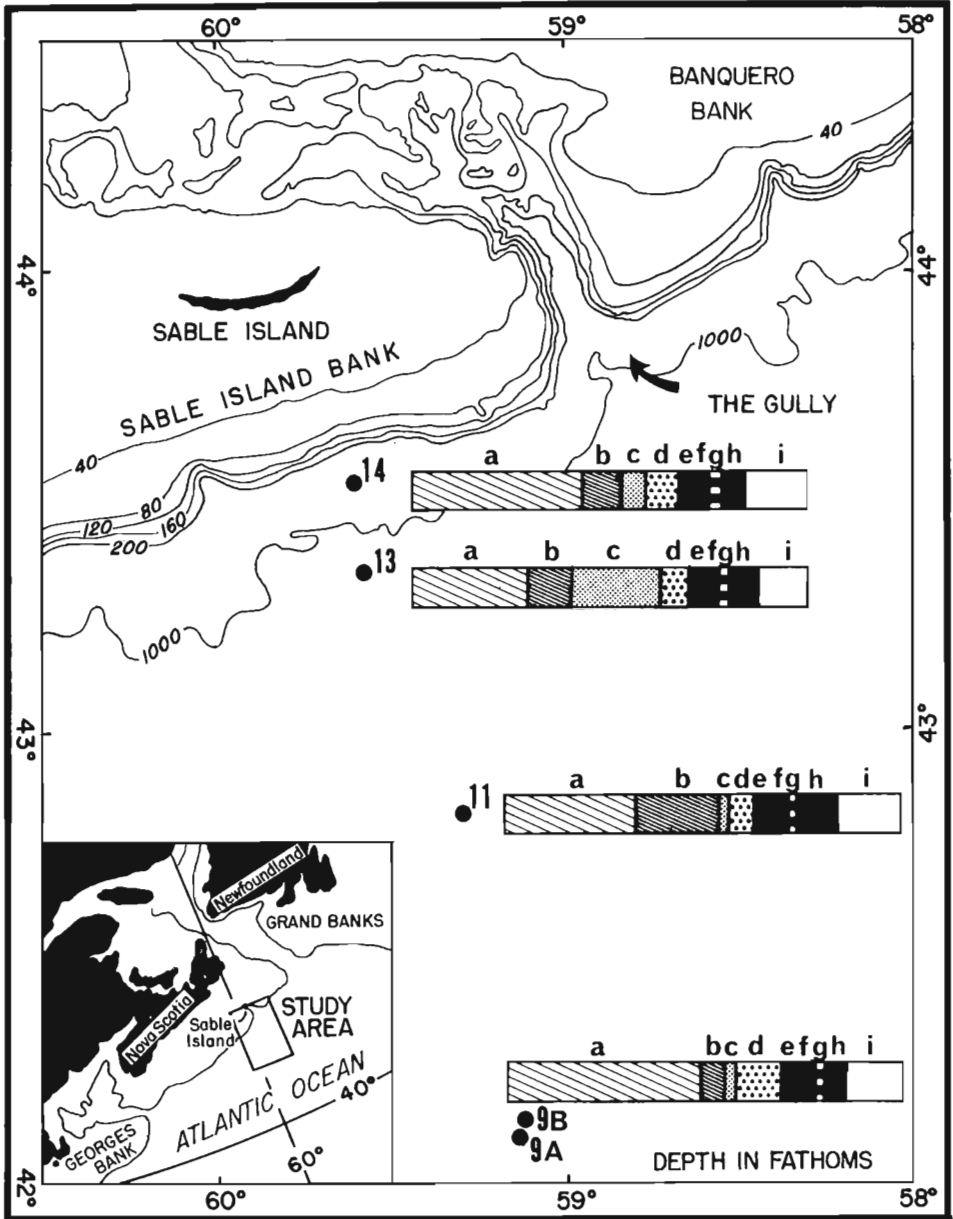 60° 59° 58°
BANQUERO
BANK
40
44° 44°
SABLE ISLAND
1000
SABLE ISLAND BANK
THE GULLY
40
a b c d e f g h i
14
80
120 160
200
a b c d e f g h i
13
1000
43° 43°
a b c d e f g h i
11
Newfoundland
GRAND BANKS
STUDY
AREA
Sable
Island
Nova Scotia
ATLANTIC OCEAN
40°
GEORGES
BANK
60°
a b c d e f g h i
9B
9A
DEPTH IN FATHOMS
42°
60° 59° 58°